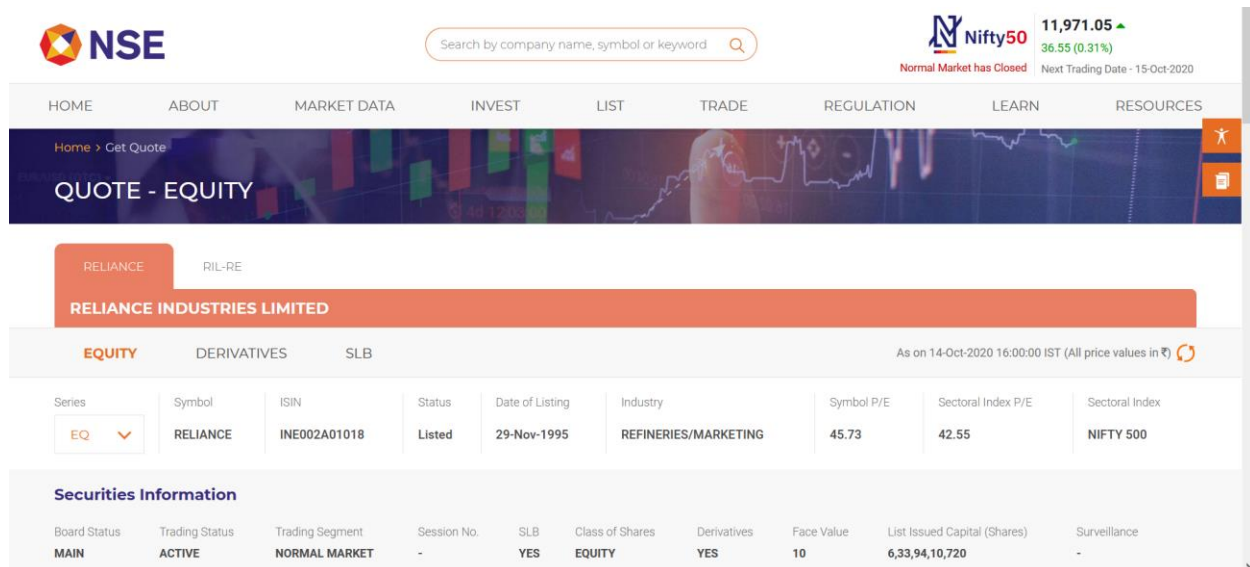 NSE
Search by company name, symbol or keyword
Nifty50
Normal Market has Closed
11,971.05
36.55 (0.31%)
Next Trading Date - 15-Oct-2020
HOME ABOUT MARKET DATA INVEST LIST TRADE REGULATION LEARN RESOURCES
Home > Get Quote
QUOTE - EQUITY
RELIANCE RIL-RE
RELIANCE INDUSTRIES LIMITED
EQUITY DERIVATIVES SLB As on 14-Oct-2020 16:00:00 IST (All price values in ₹)
Series Symbol ISIN Status Date of Listing Industry Symbol P/E Sectoral Index P/E Sectoral Index
EQ RELIANCE INE002A01018 Listed 29-Nov-1995 REFINERIES/MARKETING 45.73 42.55 NIFTY 500
Securities Information
Board Status Trading Status Trading Segment Session No. SLB Class of Shares Derivatives Face Value List Issued Capital (Shares) Surveillance
MAIN ACTIVE NORMAL MARKET - YES EQUITY YES 10 6,33,94,10,720 -